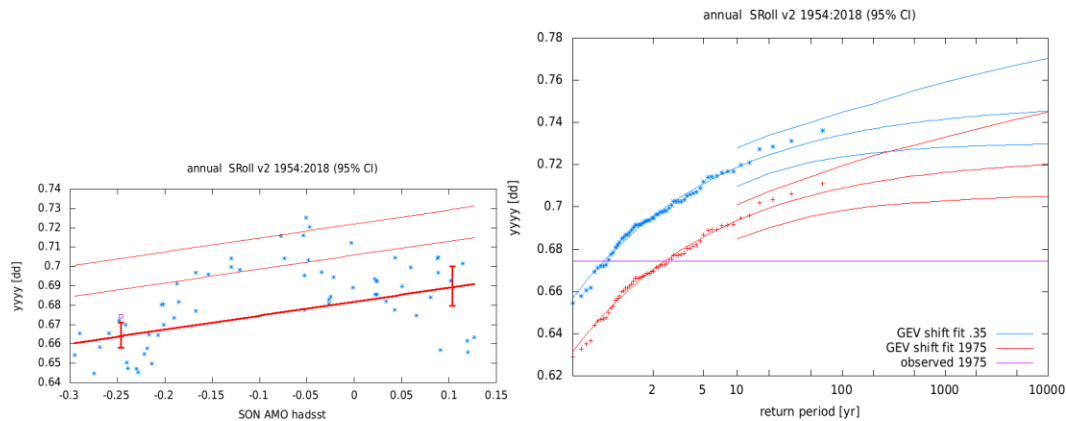 annual SRoll v2 1954:2018 (95% CI)
yyyy [dd]
0.74
0.73
0.72
0.71
0.7
0.69
0.68
0.67
0.66
0.65
0.64
-0.3 -0.25 -0.2 -0.15 -0.1 -0.05 0 0.05 0.1 0.15
SON AMO hadsst
annual SRoll v2 1954:2018 (95% CI)
yyyy [dd]
0.78
0.76
0.74
0.72
0.7
0.68
0.66
0.64
0.62
GEV shift fit .35
GEV shift fit 1975
observed 1975
2 5 10 100 1000 10000
return period [yr]